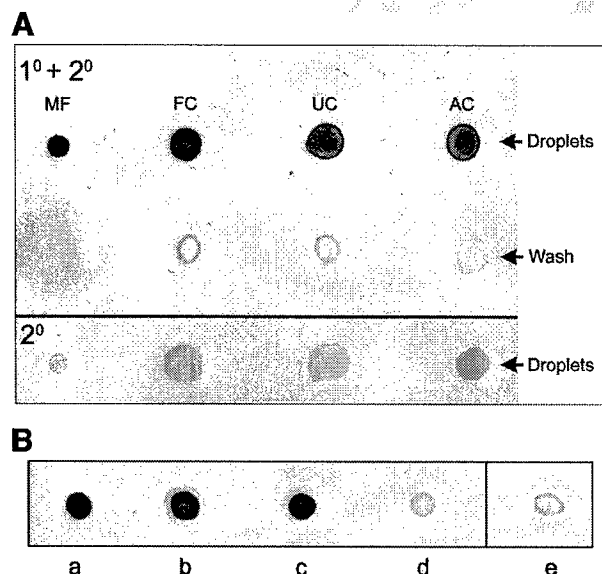 A
1⁰ + 2⁰
MF FC UC AC
Droplets
Wash
2⁰
Droplets
B
a b c d e